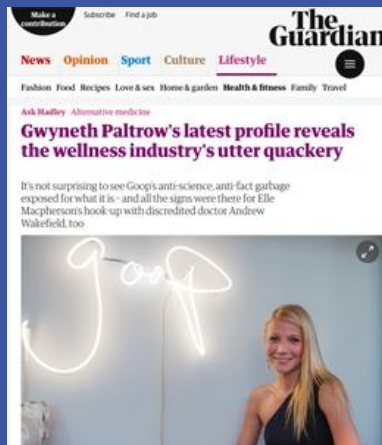 Make a
contribution
Subscribe
Find a job
The
Guardian
News
Opinion
Sport
Culture
Lifestyle
Fashion Food Recipes Love & sex Home & garden Health & fitness Family Travel
Ask Hadley Alternative medicine
Gwyneth Paltrow's latest profile reveals
the wellness industry's utter quackery
It's not surprising to see Goop's anti-science, anti-fact garbage
exposed for what it is - and all the signs were there for Elle
Macpherson's hook-up with discredited doctor Andrew
Wakefield, too
goop